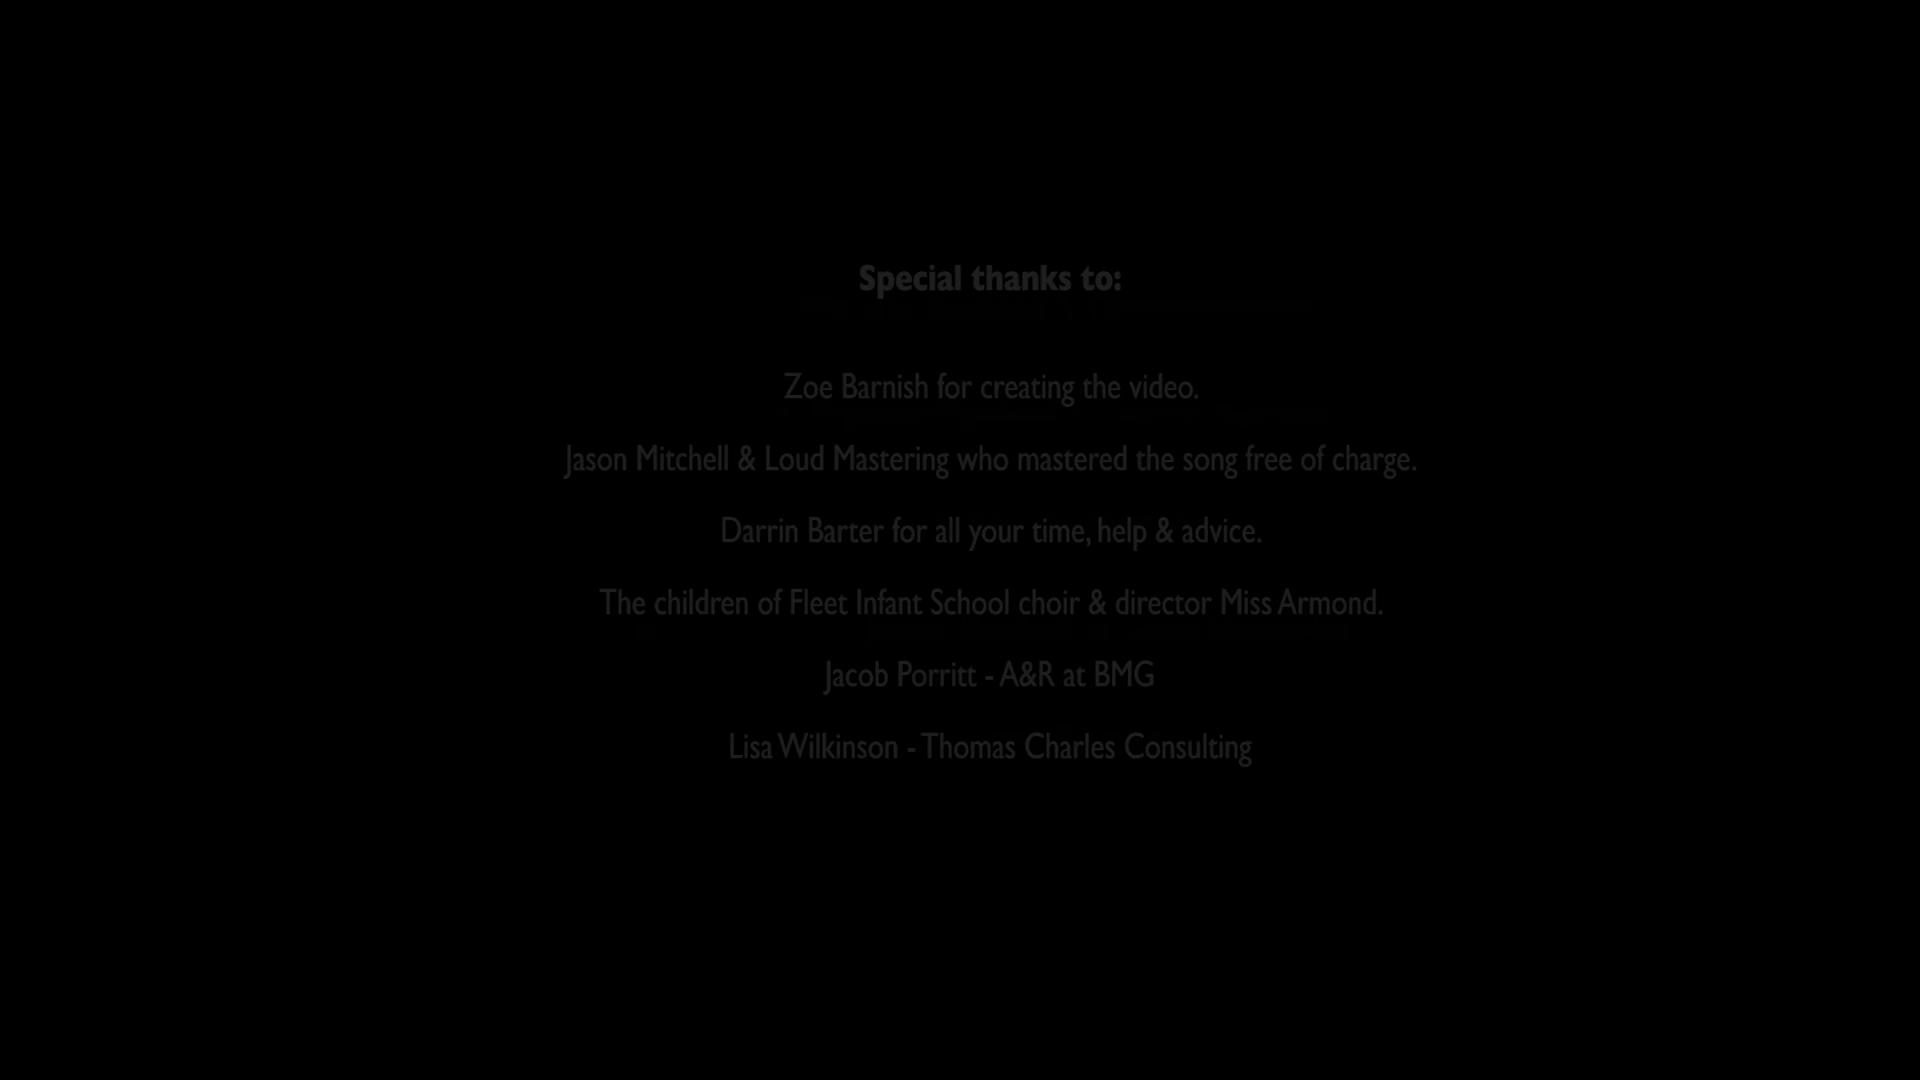 Special thanks to:
Zoe Barnish for creating the video.
Jason Mitchell & Loud Mastering who mastered the song free of charge.
Darrin Barter for all your time, help & advice.
The children of Fleet Infant School choir & director Miss Armond.
Jacob Porritt - A&R at BMG
Lisa Wilkinson - Thomas Charles Consulting